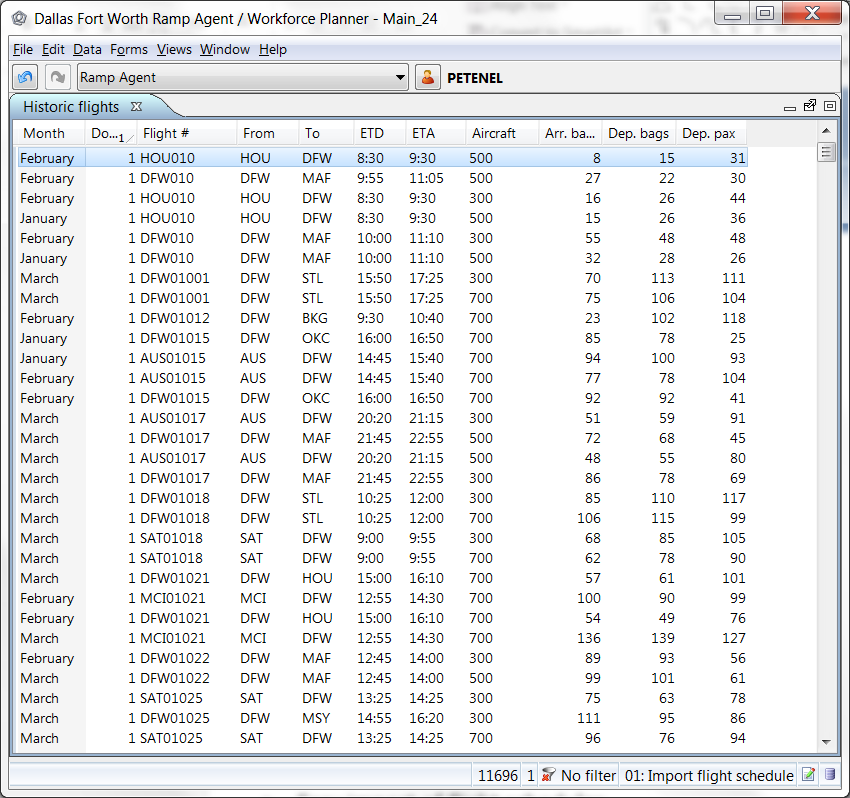 Dallas Fort Worth Ramp Agent / Workforce Planner - Main_24
File Edit Data Forms Views Window Help
Ramp Agent PETENEL
Historic flights
Month Do... 1 Flight # From To ETD ETA Aircraft Arr. ba... Dep. bags Dep. pax
February 1 HOU010 HOU DFW 8:30 9:30 500 8 15 31
February 1 DFW010 DFW MAF 9:55 11:05 500 27 22 30
February 1 HOU010 HOU DFW 8:30 9:30 300 16 26 44
January 1 HOU010 HOU DFW 8:30 9:30 500 15 26 36
February 1 DFW010 DFW MAF 10:00 11:10 300 55 48 48
January 1 DFW010 DFW MAF 10:00 11:10 500 32 28 26
March 1 DFW01001 DFW STL 15:50 17:25 300 70 113 111
March 1 DFW01001 DFW STL 15:50 17:25 700 75 106 104
February 1 DFW01012 DFW BKG 9:30 10:40 700 23 102 118
January 1 DFW01015 DFW OKC 16:00 16:50 700 85 78 25
January 1 AUS01015 AUS DFW 14:45 15:40 700 94 100 93
February 1 AUS01015 AUS DFW 14:45 15:40 700 77 78 104
February 1 DFW01015 DFW OKC 16:00 16:50 700 92 92 41
March 1 AUS01017 AUS DFW 20:20 21:15 300 51 59 91
March 1 DFW01017 DFW MAF 21:45 22:55 500 72 68 45
March 1 AUS01017 AUS DFW 20:20 21:15 500 48 55 80
March 1 DFW01017 DFW MAF 21:45 22:55 300 86 78 69
March 1 DFW01018 DFW STL 10:25 12:00 300 85 110 117
March 1 DFW01018 DFW STL 10:25 12:00 700 106 115 99
March 1 SAT01018 SAT DFW 9:00 9:55 300 68 85 105
March 1 SAT01018 SAT DFW 9:00 9:55 700 62 78 90
March 1 DFW01021 DFW HOU 15:00 16:10 700 57 61 101
February 1 MCI01021 MCI DFW 12:55 14:30 700 100 90 99
February 1 DFW01021 DFW HOU 15:00 16:10 700 54 49 76
March 1 MCI01021 MCI DFW 12:55 14:30 700 136 139 127
February 1 DFW01022 DFW MAF 12:45 14:00 300 89 93 56
March 1 DFW01022 DFW MAF 12:45 14:00 500 99 101 61
March 1 SAT01025 SAT DFW 13:25 14:25 300 75 63 78
March 1 DFW01025 DFW MSY 14:55 16:20 300 111 95 86
March 1 SAT01025 SAT DFW 13:25 14:25 700 96 76 94
11696 1 No filter 01: Import flight schedule